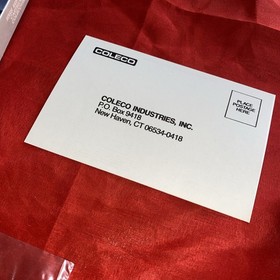 COLECO
PLACE
POSTAGE
HERE
COLECO INDUSTRIES, INC.
P.O. Box 9418
New Haven, CT 06534-0418